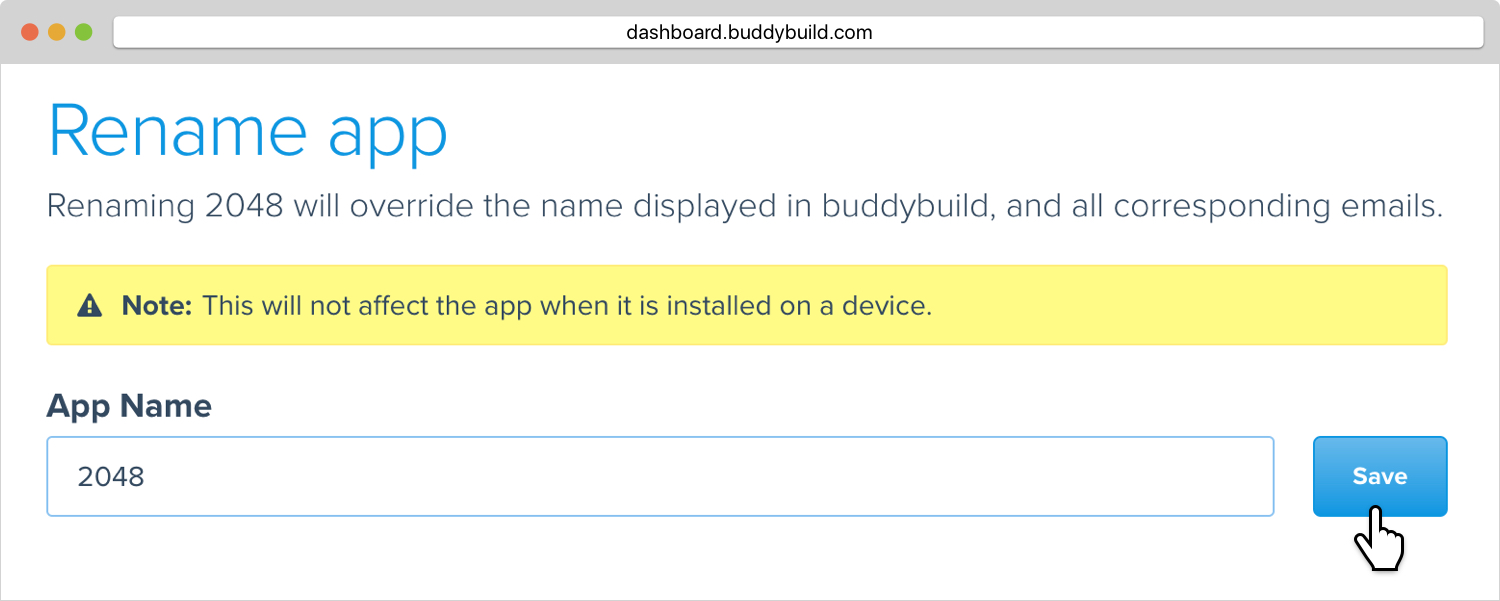 dashboard.buddybuild.com
Rename app
Renaming 2048 will override the name displayed in buddybuild, and all corresponding emails.
Note: This will not affect the app when it is installed on a device.
App Name
2048
Save